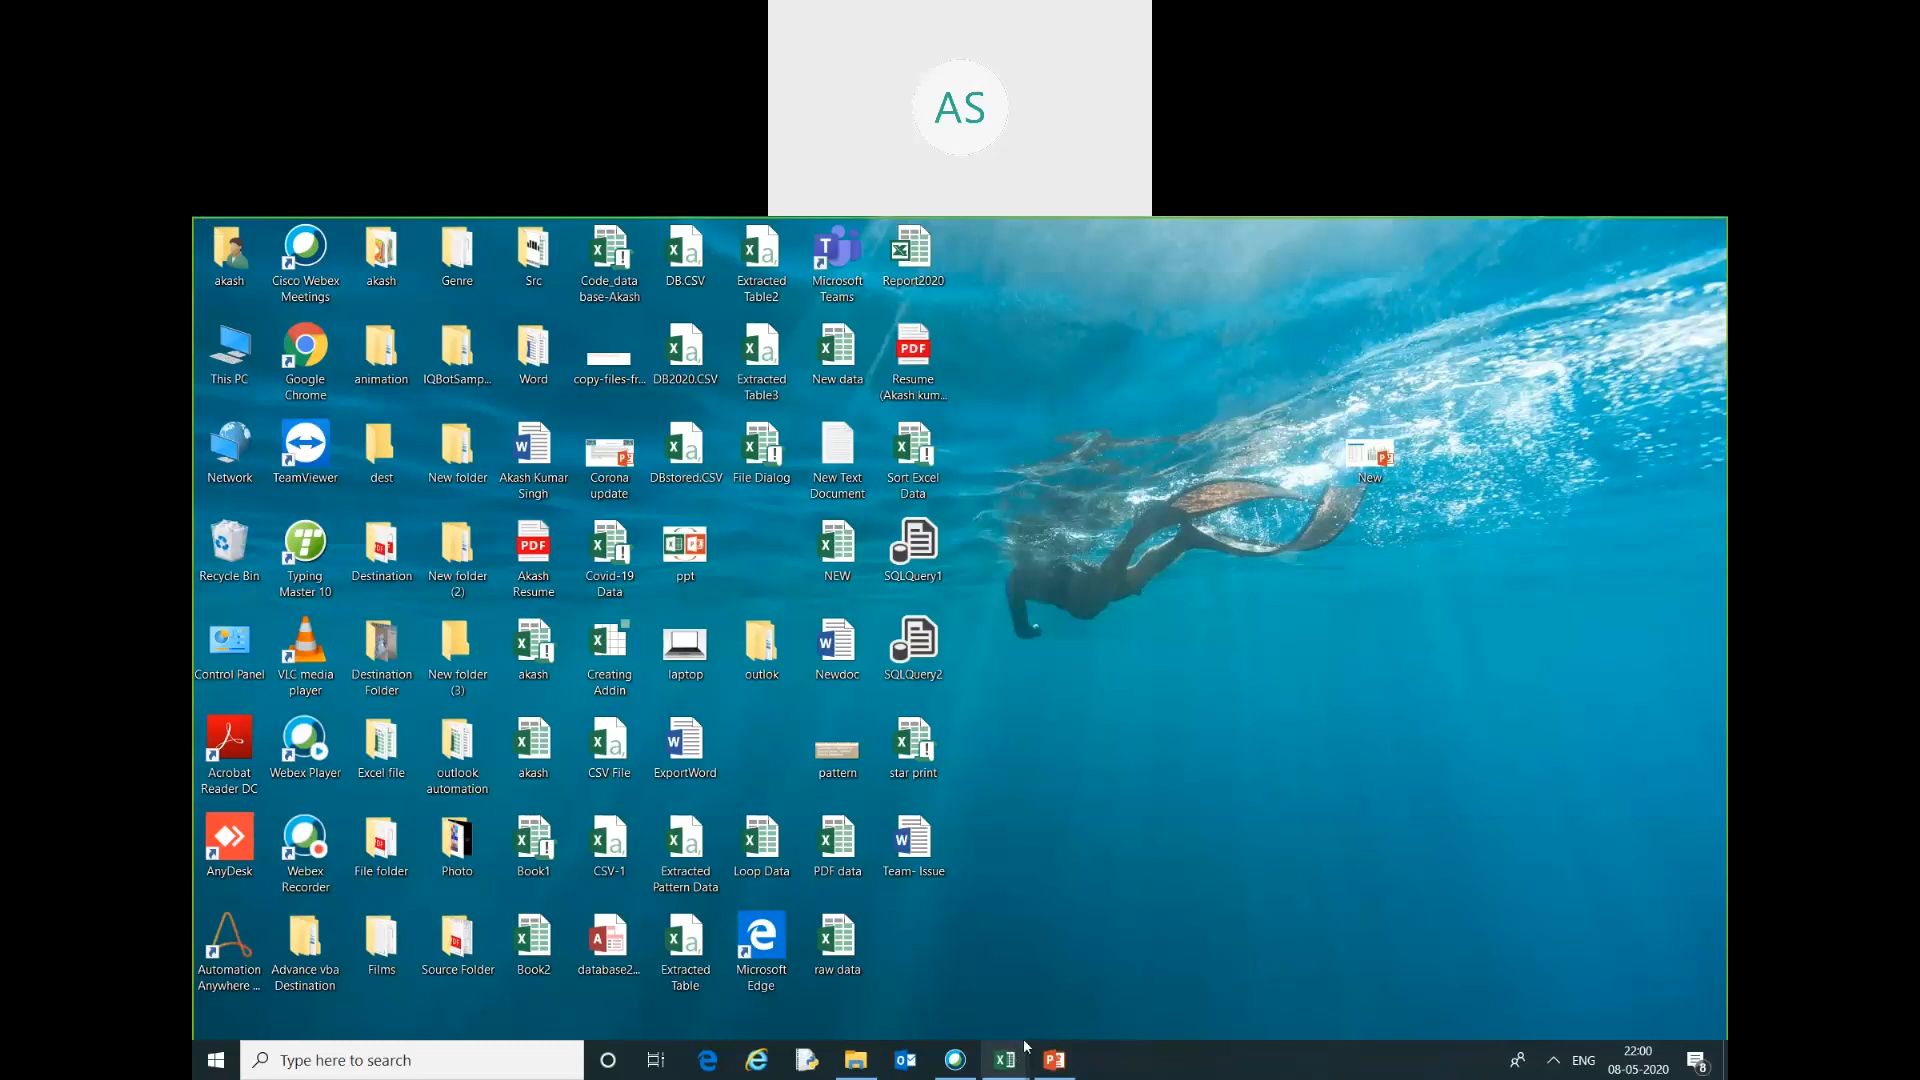 AS
akash
Cisco Webex
Meetings
akash
Genre
Src
Code_data
base-Akash
DB.CSV
Extracted
Table2
Microsoft
Teams
Report2020
This PC
Google
Chrome
animation
IQBotSamp...
Word
copy-files-fr...
DB2020.CSV
Extracted
Table3
New data
PDF
Resume
(Akash kum...
Network
TeamViewer
dest
New folder
Akash Kumar
Singh
Corona
update
DBstored.CSV
File Dialog
New Text
Document
Sort Excel
Data
New
Recycle Bin
Typing
Master 10
Destination
New folder
(2)
PDF
Akash
Resume
Covid-19
Data
ppt
NEW
SQLQuery1
Control Panel
VLC media
player
Destination
Folder
New folder
(3)
akash
Creating
Addin
laptop
outlok
Newdoc
SQLQuery2
Acrobat
Reader DC
Webex Player
Excel file
outlook
automation
akash
CSV File
ExportWord
pattern
star print
AnyDesk
Webex
Recorder
File folder
Photo
Book1
CSV-1
Extracted
Pattern Data
Loop Data
PDF data
Team- Issue
Automation
Anywhere ...
Advance vba
Destination
Films
Source Folder
Book2
database2...
Extracted
Table
Microsoft
Edge
raw data
Type here to search
ENG
22:00
08-05-2020
8